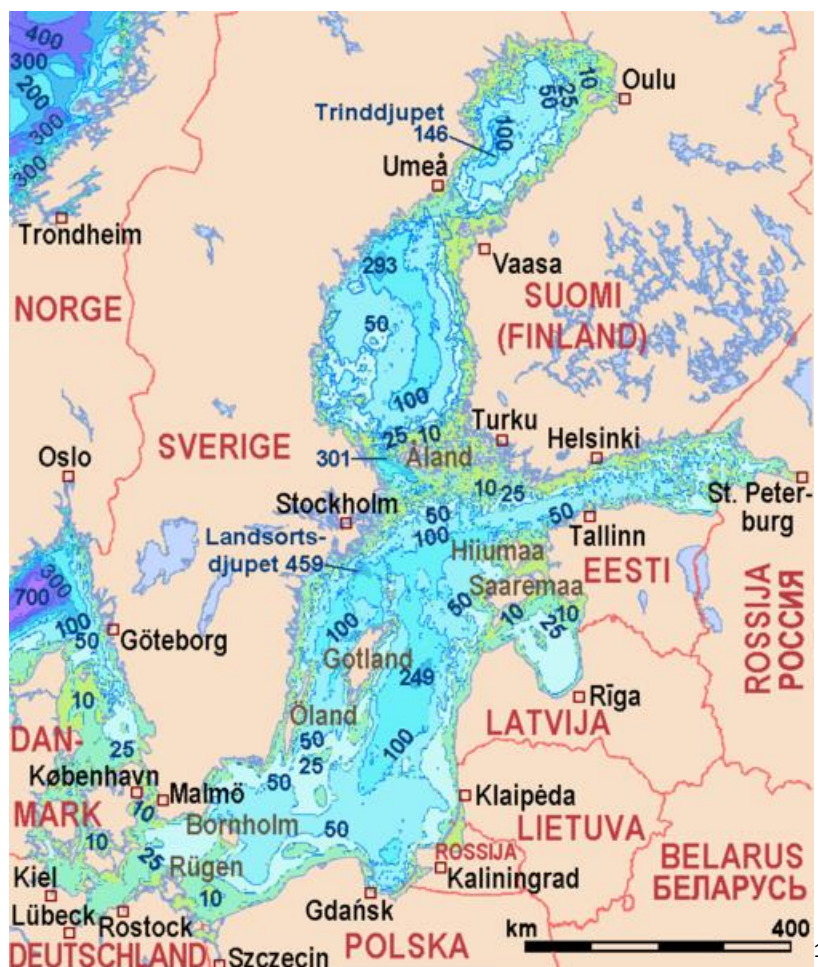 400
300
200
300
300
Trondheim
NORGE
Trinddjupet
146
100
50
25
10
Oulu
Umeå
293
50
100
Vaasa
SUOMI
(FINLAND)
SVERIGE
25
10
Åland
301
Turku
Helsinki
10
25
St. Peter-
burg
Oslo
Stockholm
50
100
50
Tallinn
Landsorts-
djupet 459
Hiiumaa
Saaremaa
EESTI
ROSSIJA
РОССИЯ
300
700
100
50
Göteborg
100
Gotland
50
10
10
25
249
Rīga
LATVIJA
10
25
DAN-
MARK
Öland
50
25
100
København
10
Malmö
50
Bornholm
50
Klaipėda
LIETUVA
10
25
Rügen
10
ROSSIJA
Kaliningrad
BELARUS
БЕЛАРУСЬ
Kiel
Lübeck
Rostock
Gdańsk
DEUTSCHLAND
Szczecin
POLSKA
km
400